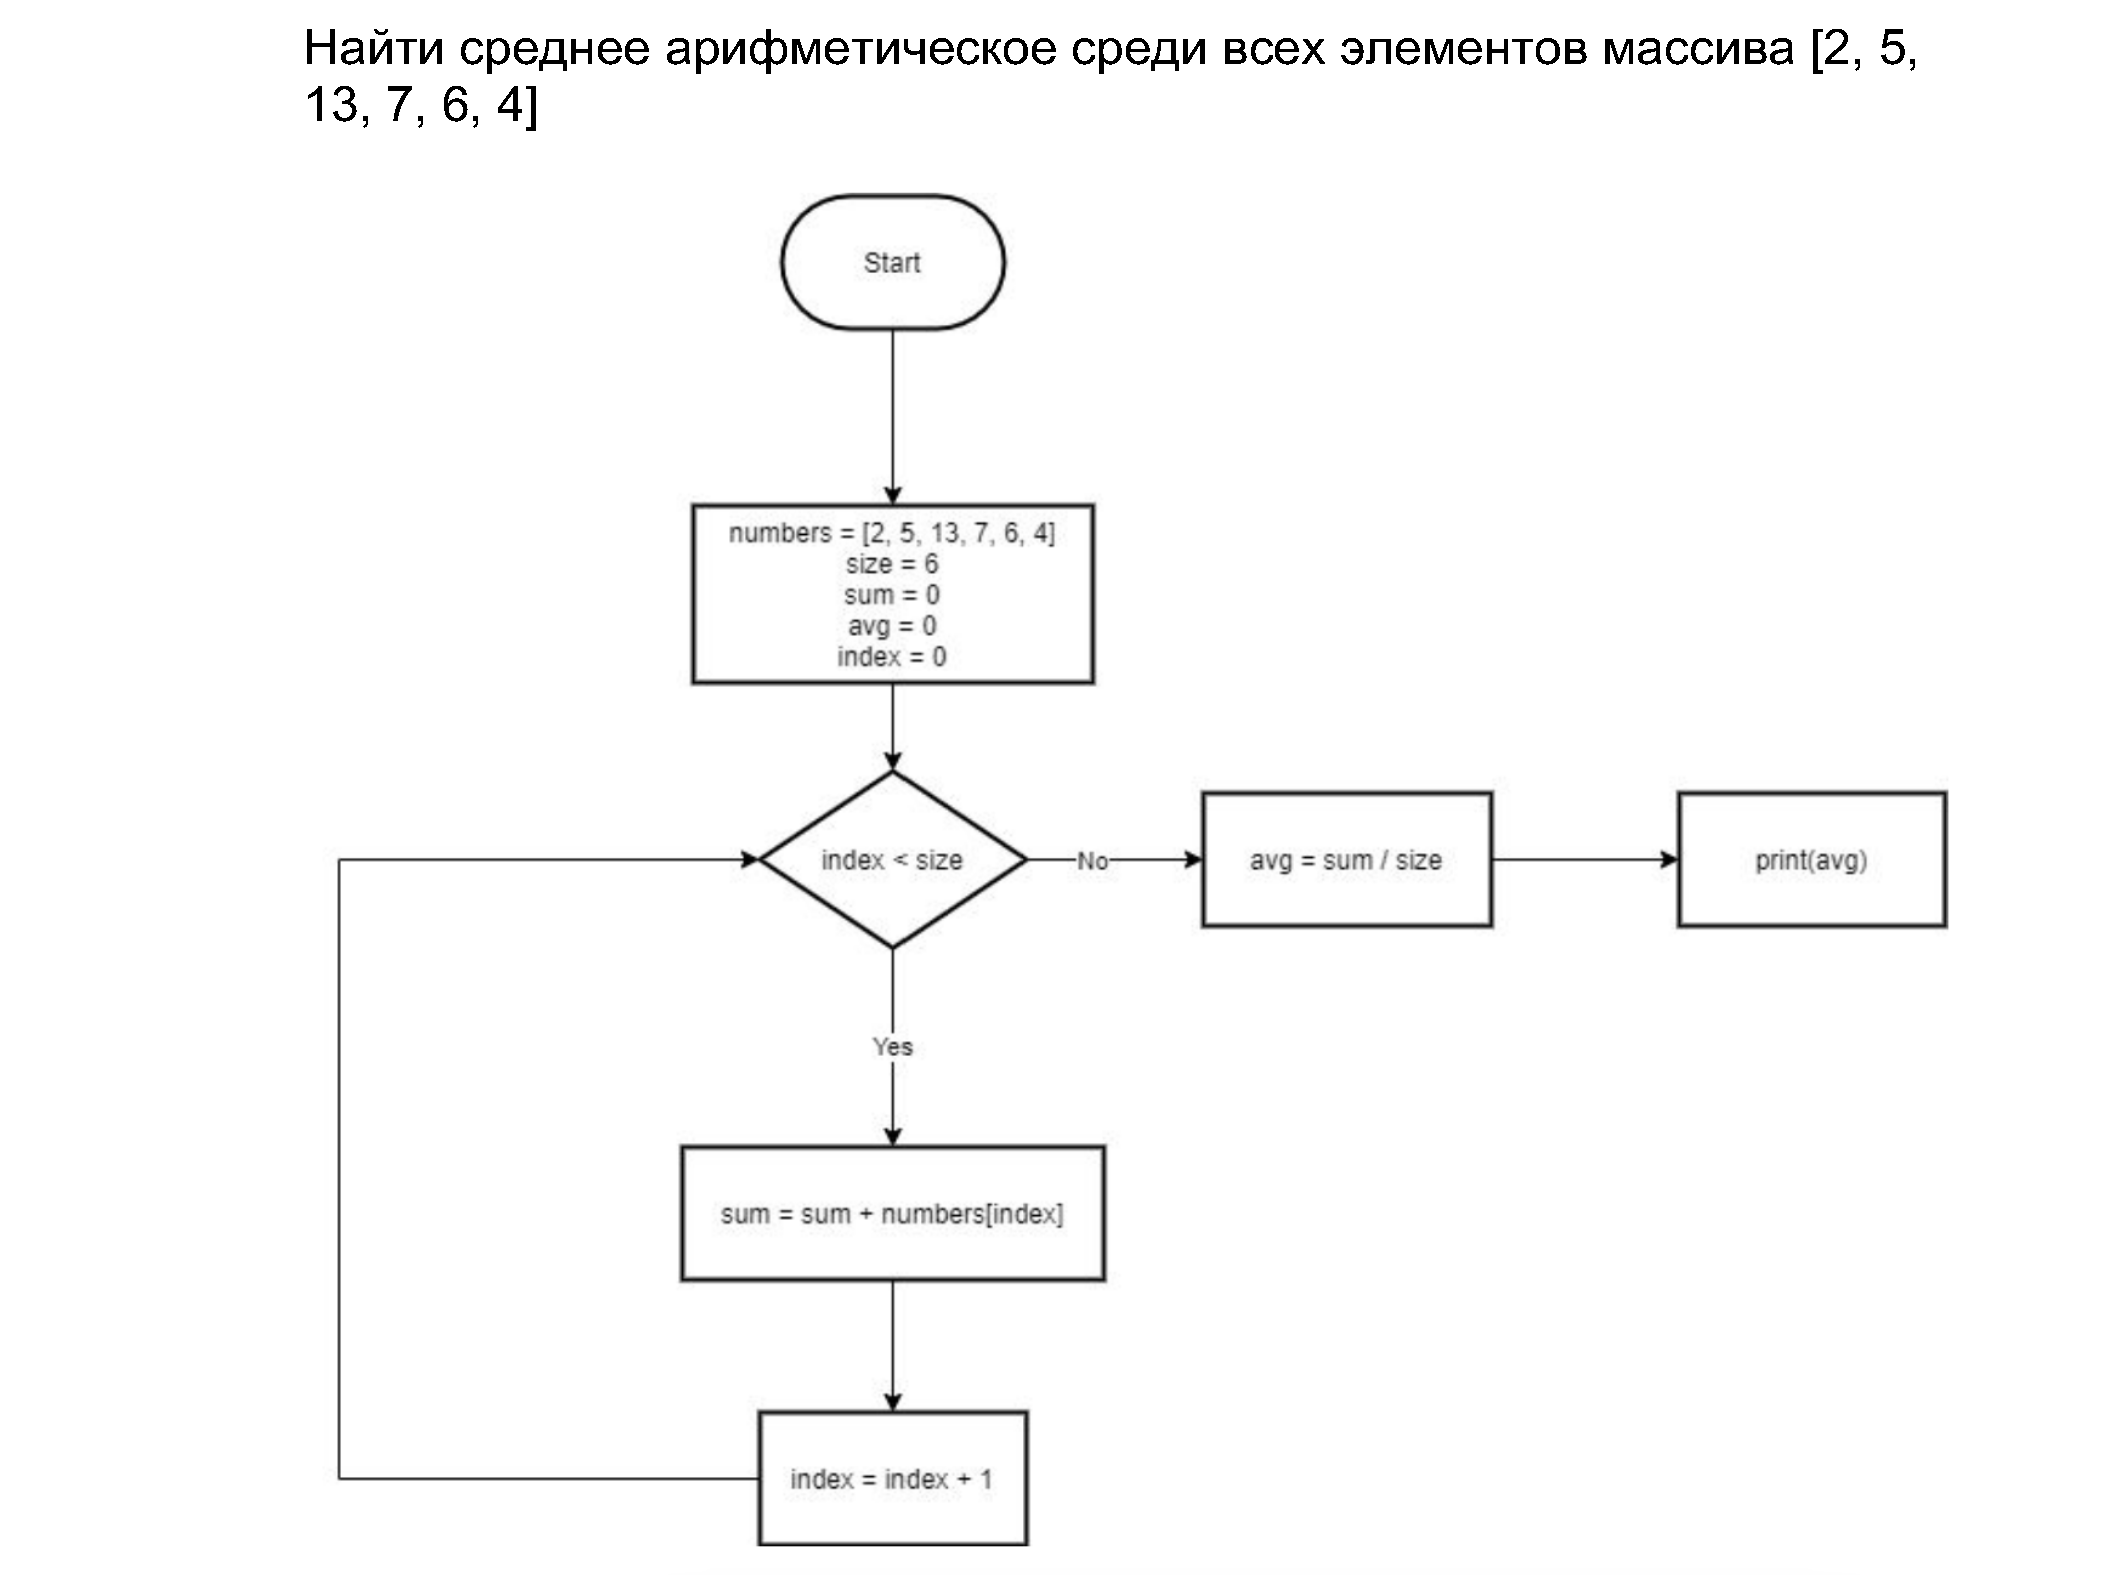 Найти среднее арифметическое среди всех элементов массива [2, 5,
13, 7, 6, 4]
Start
numbers = [2, 5, 13, 7, 6, 4]
size = 6
sum = 0
avg = 0
index = 0
index < size
No
avg = sum / size
print(avg)
Yes
sum = sum + numbers[index]
index = index + 1